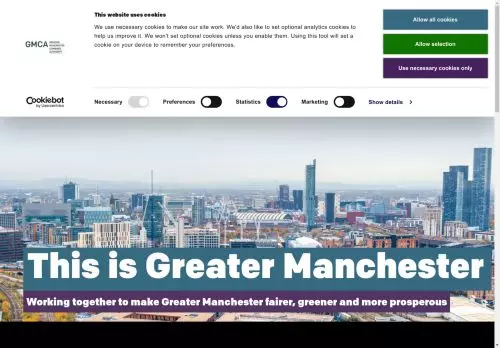 This website uses cookies
We use necessary cookies to make our site work. We'd also like to set optional analytics cookies to
help us improve it. We won't set optional cookies unless you enable them. Using this tool will set a
cookie on your device to remember your preferences.
Allow all cookies
Allow selection
Use necessary cookies only
GMCA
GREATER
MANCHESTER
COMBINED
AUTHORITY
Cookiebot
by Usercentrics
Necessary
Preferences
Statistics
Marketing
Show details
This is Greater Manchester
Working together to make Greater Manchester fairer, greener and more prosperous